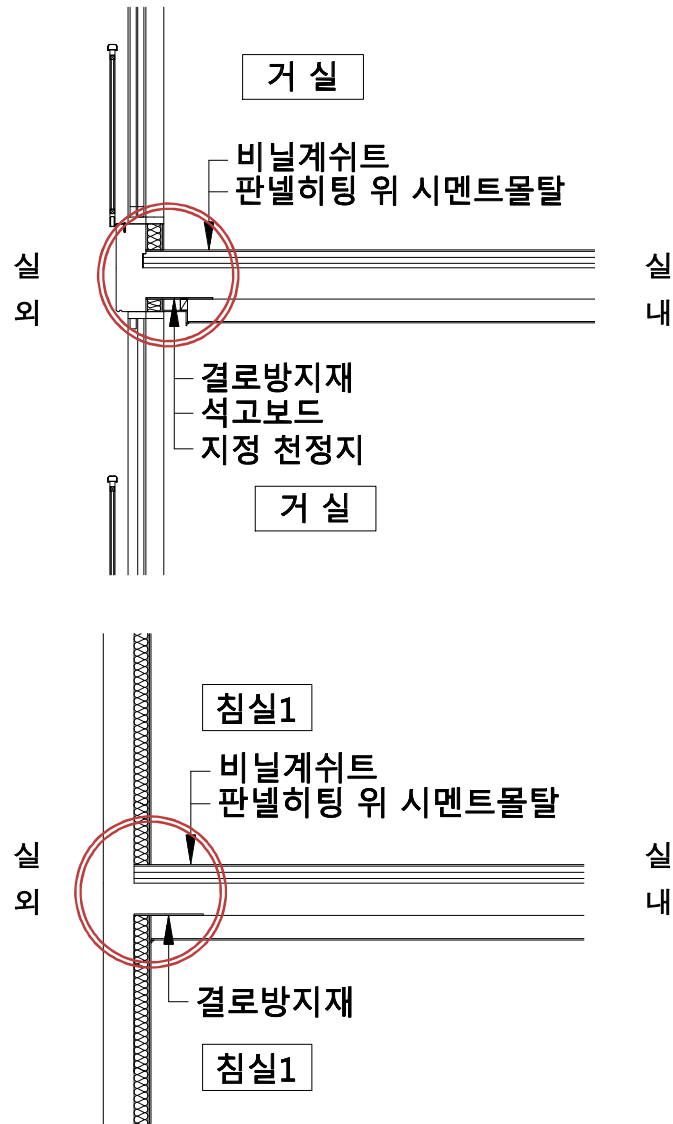 거 실
비닐계쉬트
판넬히팅 위 시멘트몰탈
실 외
실 내
결로방지재
석고보드
지정 천정지
거 실
침실1
비닐계쉬트
판넬히팅 위 시멘트몰탈
실 외
실 내
결로방지재
침실1